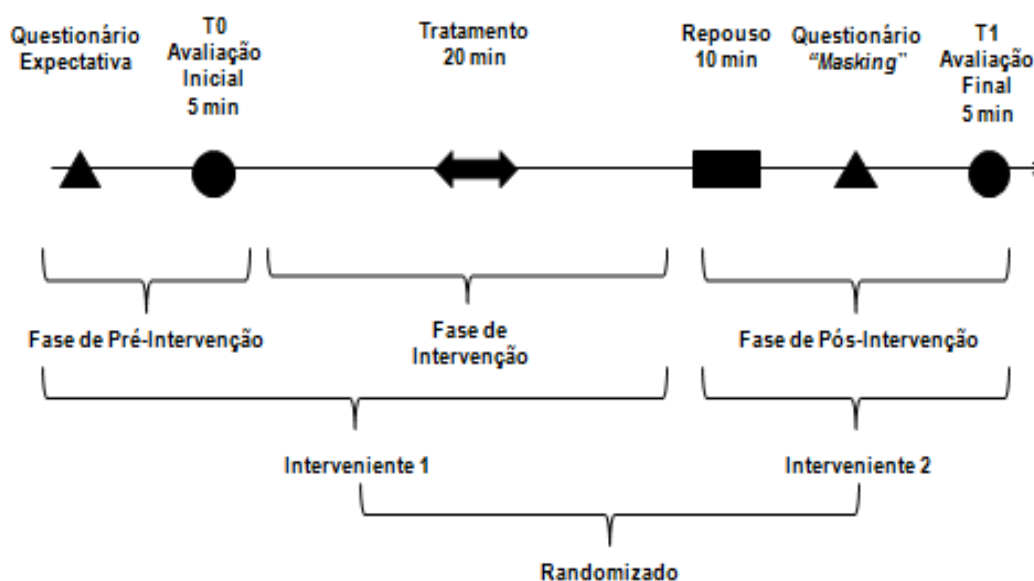 Questionário
Expectativa
T0
Avaliação
Inicial
5 min
Tratamento
20 min
Repouso
10 min
Questionário
“Masking”
T1
Avaliação
Final
5 min
Fase de Pré-Intervenção
Fase de
Intervenção
Fase de Pós-Intervenção
Interveniente 1
Interveniente 2
Randomizado